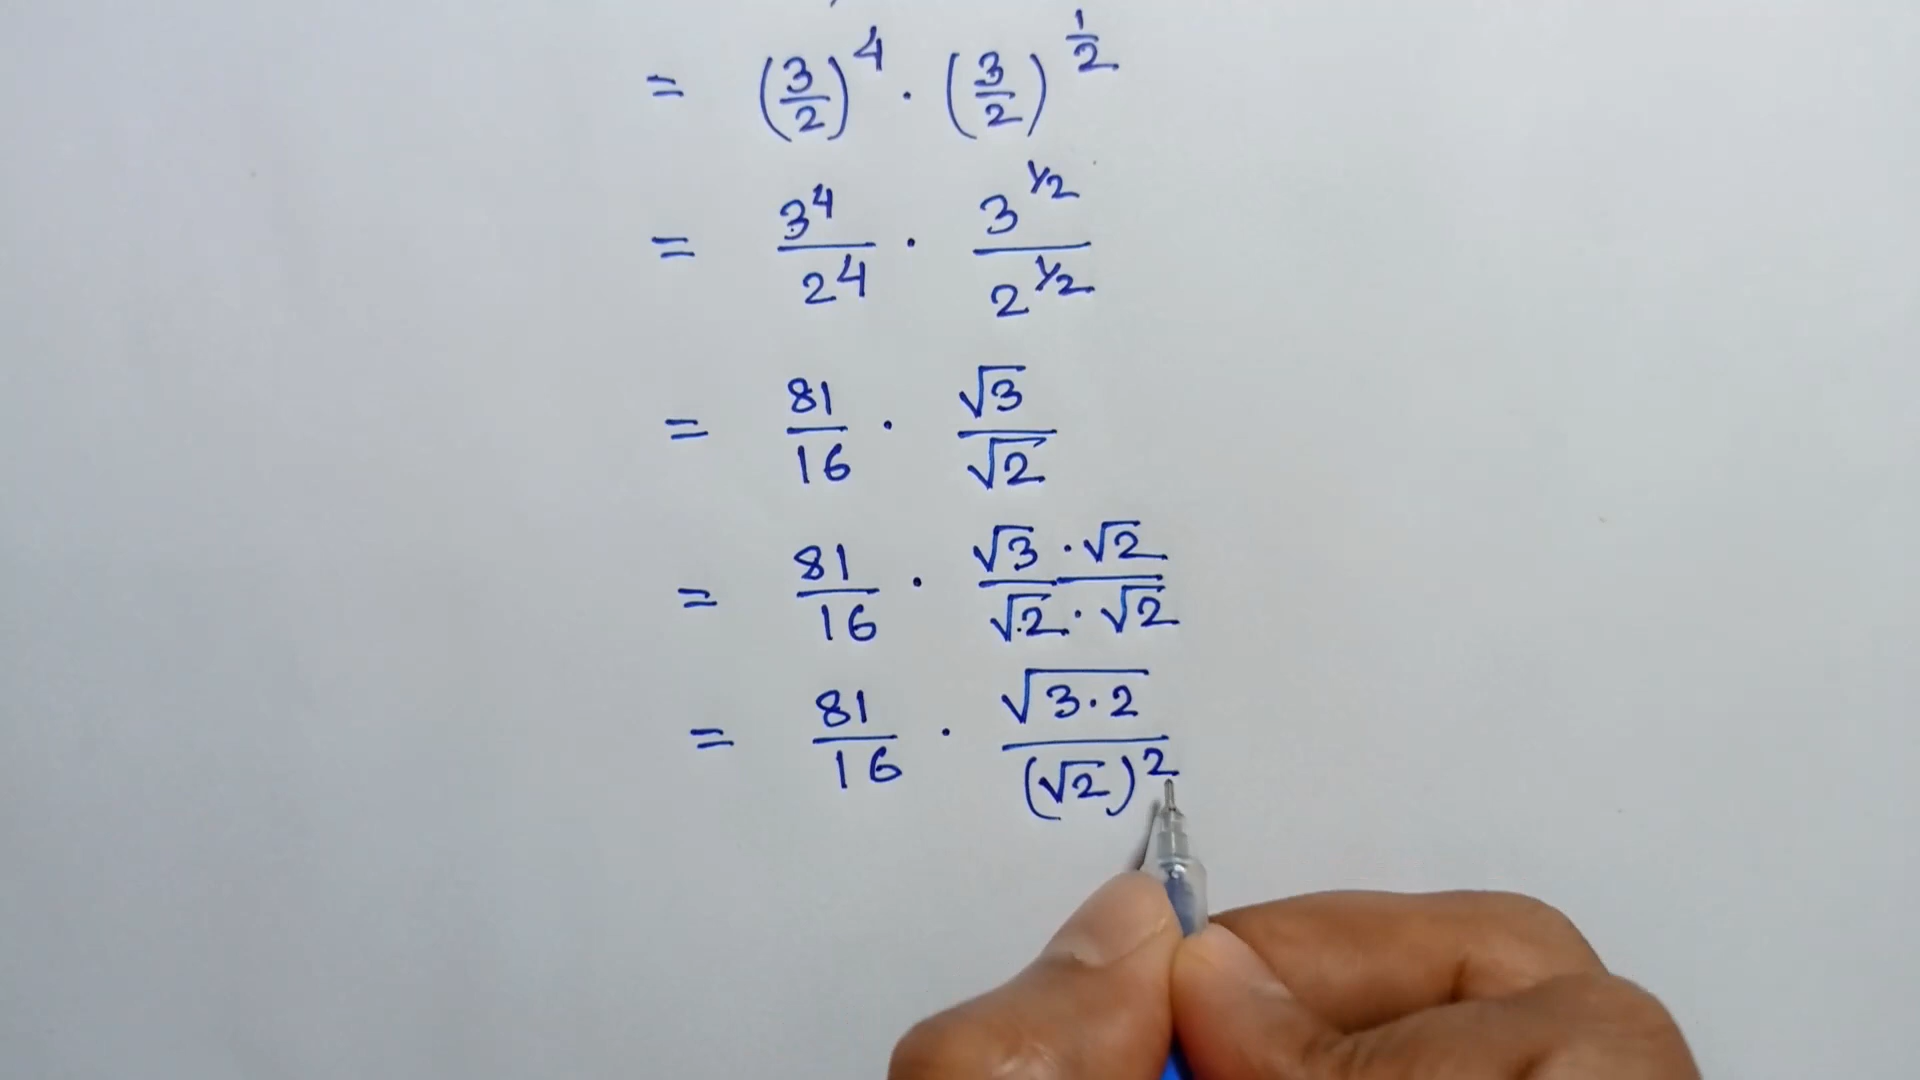 = (3/2)^4 · (3/2)^1/2
= 3^4/2^4 · 3^1/2/2^1/2
= 81/16 · √3/√2
= 81/16 · √3·√2/√2·√2
= 81/16 · √3·2/(√2)^2